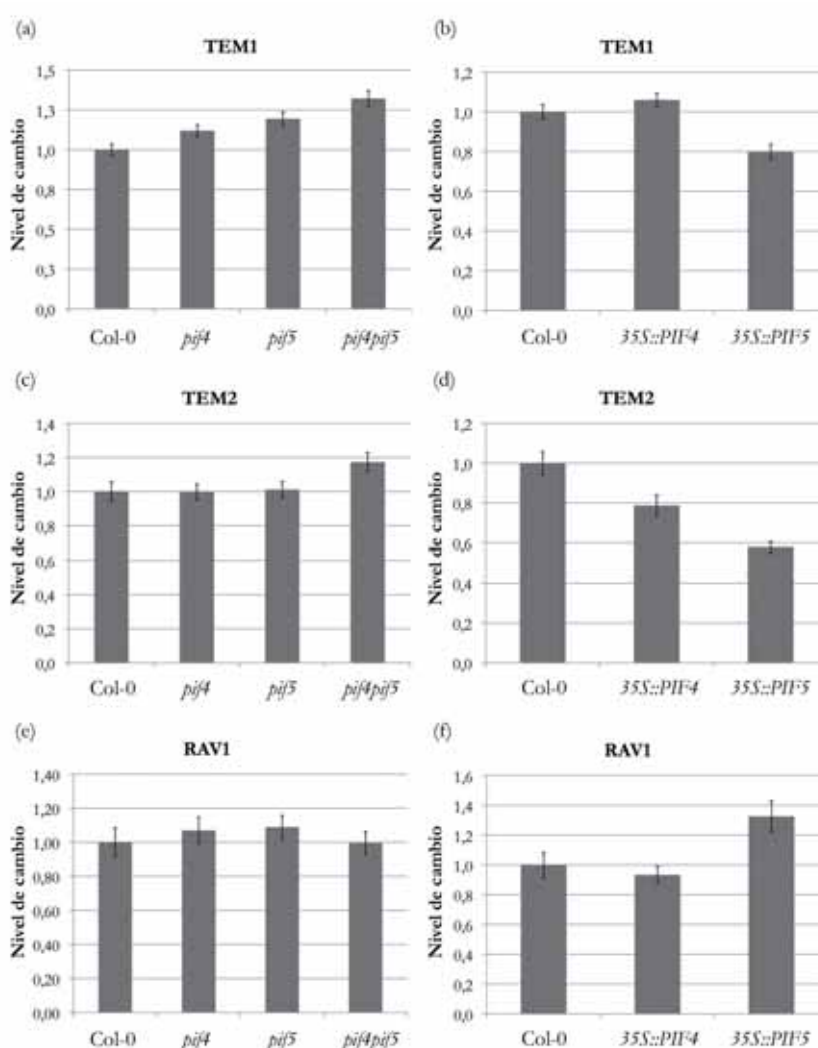 (a)
TEM1
Nivel de cambio
1,5
1,3
1,0
0,8
0,5
0,3
0,0
Col-0 pif4 pif5 pif4pif5
(b)
TEM1
Nivel de cambio
1,2
1,0
0,8
0,6
0,4
0,2
0,0
Col-0 35S::PIF4 35S::PIF5
(c)
TEM2
Nivel de cambio
1,4
1,2
1,0
0,8
0,6
0,4
0,2
0,0
Col-0 pif4 pif5 pif4pif5
(d)
TEM2
Nivel de cambio
1,2
1,0
0,8
0,6
0,4
0,2
0,0
Col-0 35S::PIF4 35S::PIF5
(e)
RAV1
Nivel de cambio
1,40
1,20
1,00
0,80
0,60
0,40
0,20
0,00
Col-0 pif4 pif5 pif4pif5
(f)
RAV1
Nivel de cambio
1,6
1,4
1,2
1,0
0,8
0,6
0,4
0,2
0,0
Col-0 35S::PIF4 35S::PIF5